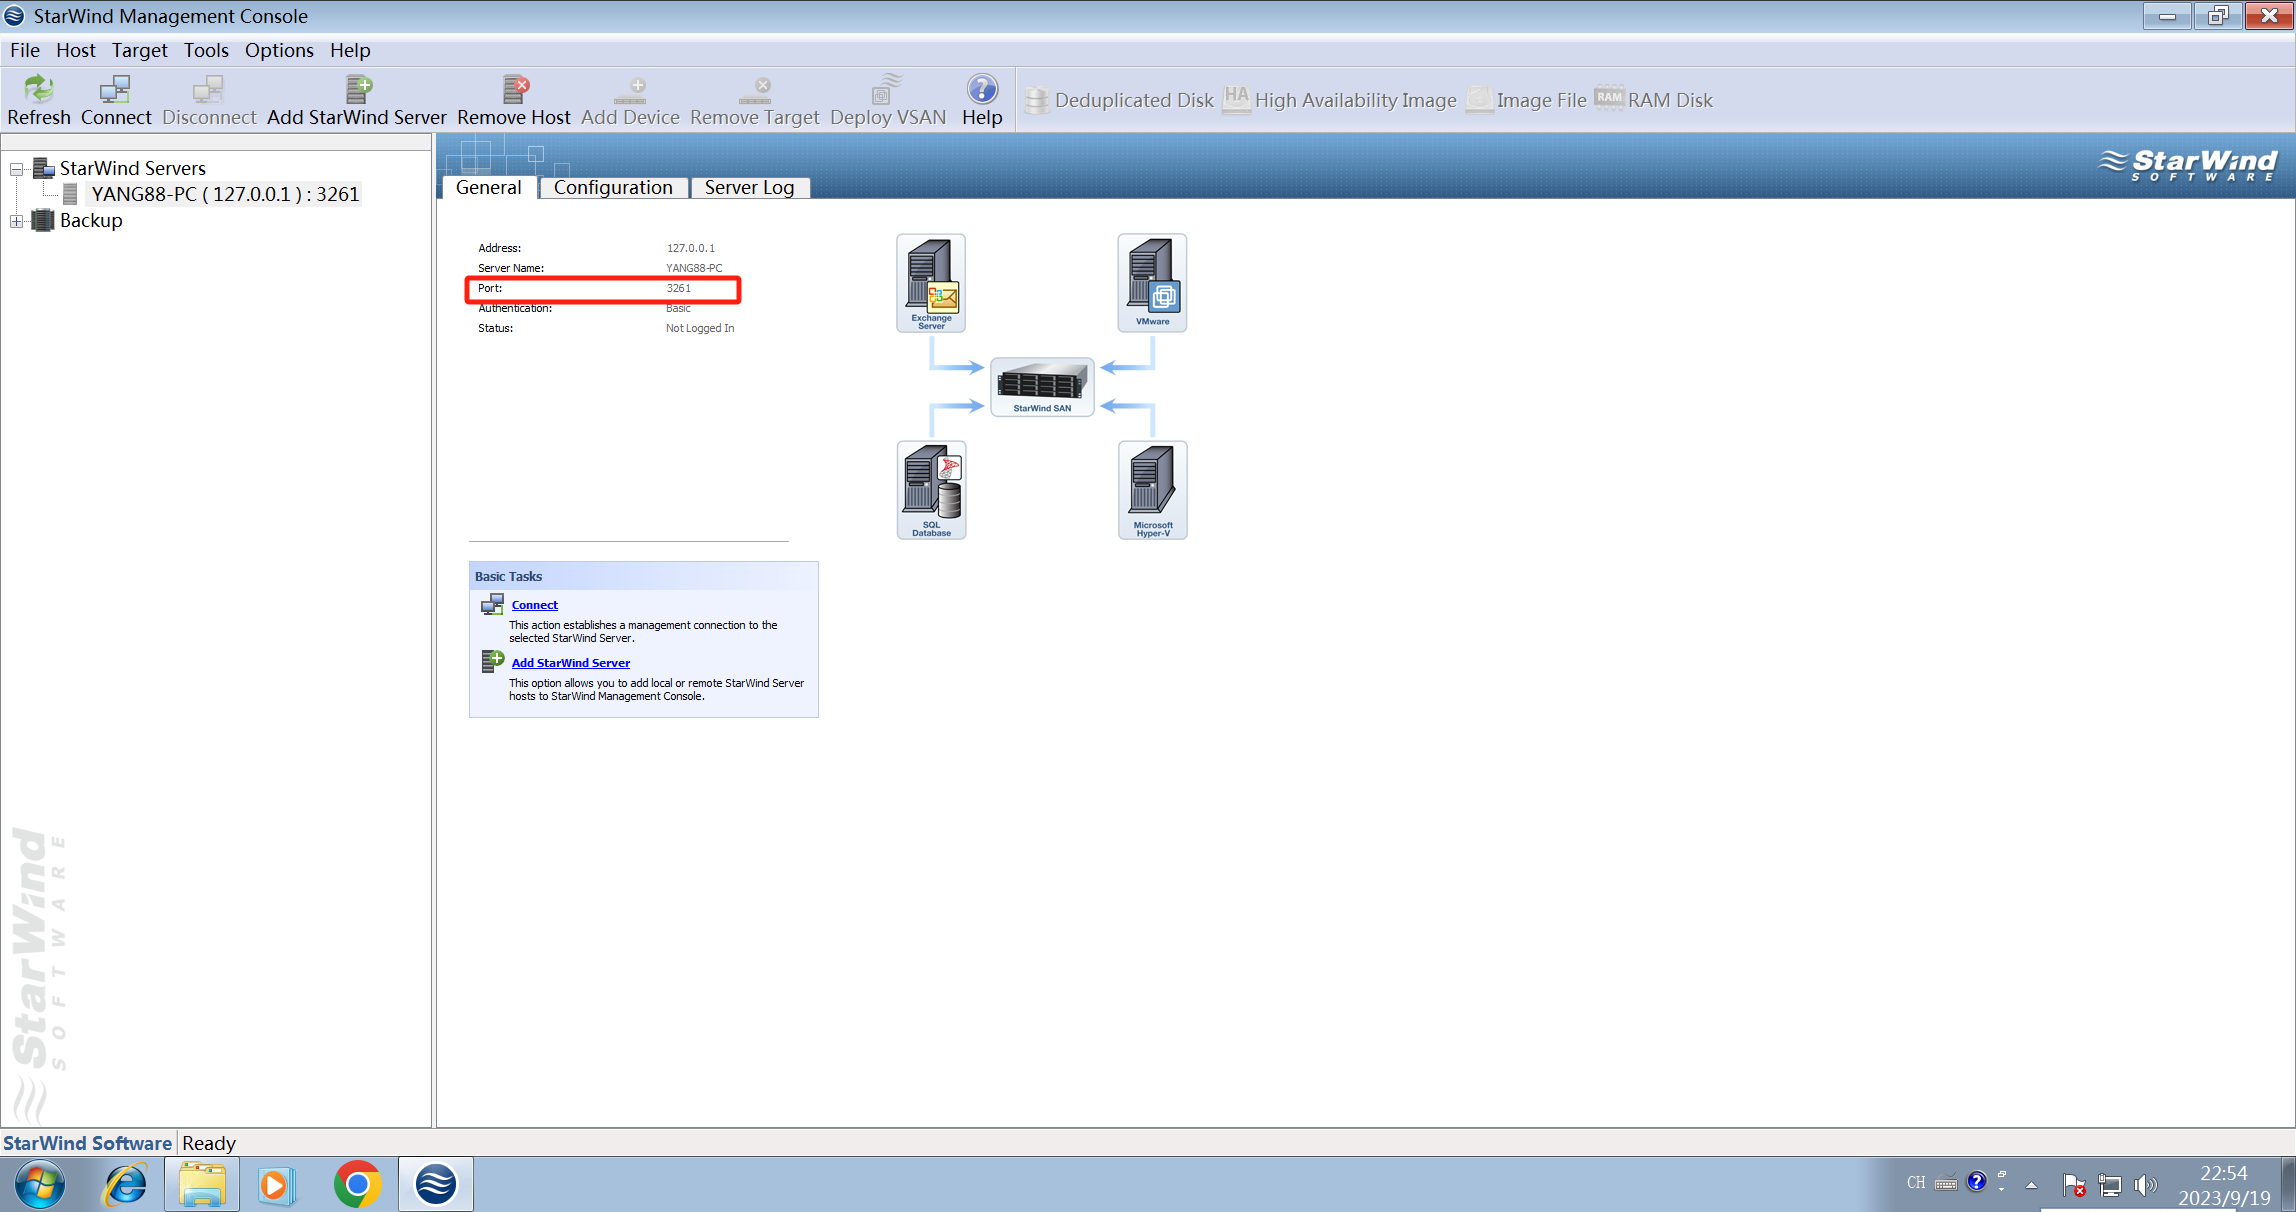 StarWind Management Console
File Host Target Tools Options Help
Refresh Connect Disconnect Add StarWind Server Remove Host Add Device Remove Target Deploy VSAN Help
HA
RAM
Deduplicated Disk High Availability Image Image File RAM Disk
StarWind Servers
YANG88-PC ( 127.0.0.1 ) : 3261
Backup
StarWind
SOFTWARE
General Configuration Server Log
StarWind
SOFTWARE
Address: 127.0.0.1
Server Name: YANG88-PC
Port: 3261
Authentication: Basic
Status: Not Logged In
Exchange
Server
VMware
StarWind SAN
SQL
Database
Microsoft
Hyper-V
Basic Tasks
Connect
This action establishes a management connection to the
selected StarWind Server.
Add StarWind Server
This option allows you to add local or remote StarWind Server
hosts to StarWind Management Console.
StarWind Software Ready
CH
22:54
2023/9/19